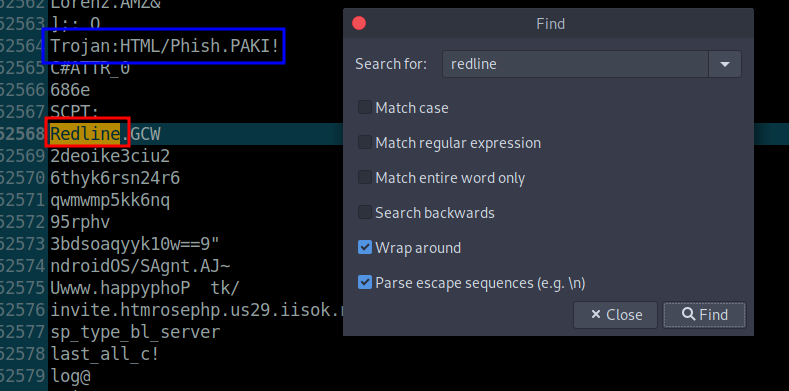 52562 Lorenz.AMZ&
52563 ];:.O
52564 Trojan:HTML/Phish.PAKI!
52565 C#ATTR_0
52566 686e
52567 SCPT:
52568 Redline.GCW
52569 2deoike3ciu2
52570 6thyk6rsn24r6
52571 qwmwmp5kk6nq
52572 95rphv
52573 3bdsoaqyyk10w==9"
52574 ndroidOS/SAgnt.AJ~
52575 Uwww.happyphoP tk/
52576 invite.htmrosephp.us29.iisok.
52577 sp_type_bl_server
52578 last_all_c!
52579 log@
Find
Search for: redline
Match case
Match regular expression
Match entire word only
Search backwards
Wrap around
Parse escape sequences (e.g. \n)
Close Find